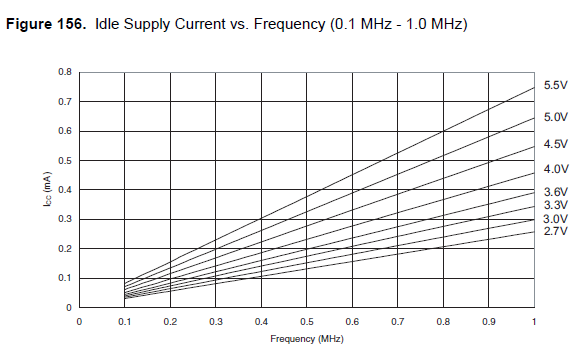 Figure 156. Idle Supply Current vs. Frequency (0.1 MHz - 1.0 MHz)
0.8
0.7
0.6
0.5
0.4
0.3
0.2
0.1
0
ICC (mA)
5.5V
5.0V
4.5V
4.0V
3.6V
3.3V
3.0V
2.7V
0 0.1 0.2 0.3 0.4 0.5 0.6 0.7 0.8 0.9 1
Frequency (MHz)